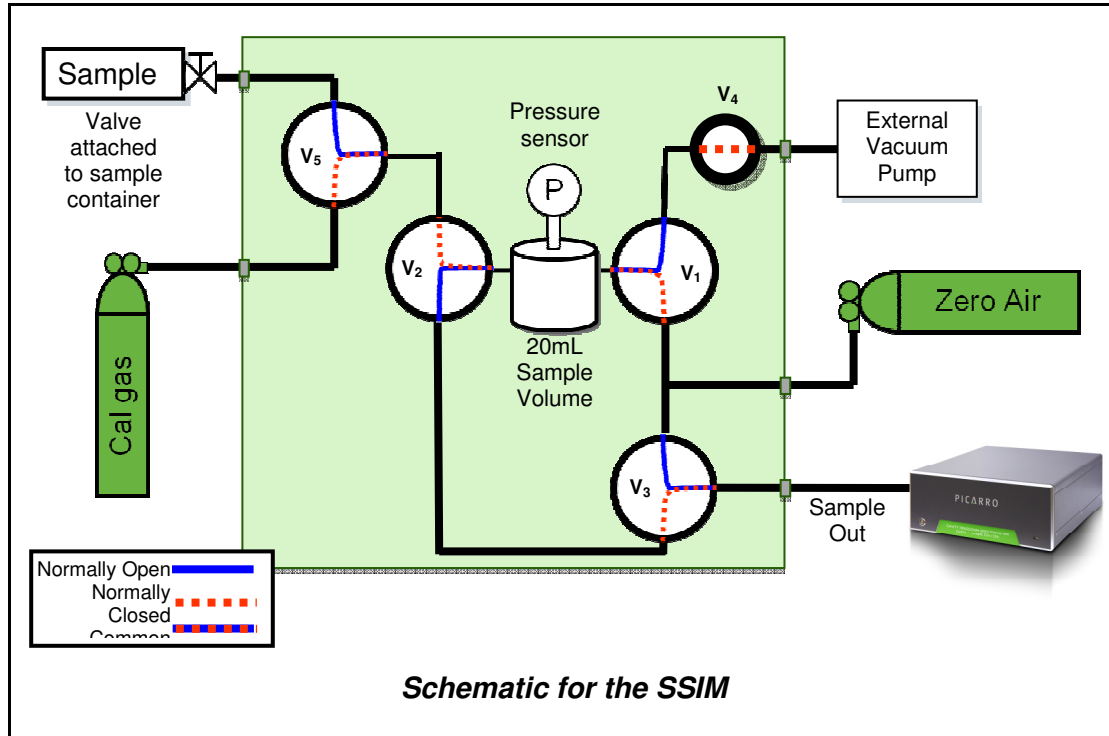 Sample
Valve
attached
to sample
container
V5
V2
Pressure
sensor
P
20mL
Sample
Volume
V4
V1
External
Vacuum
Pump
Zero Air
Cal gas
V3
Sample
Out
PICARRO
Normally Open
Normally
Closed
Common
Schematic for the SSIM